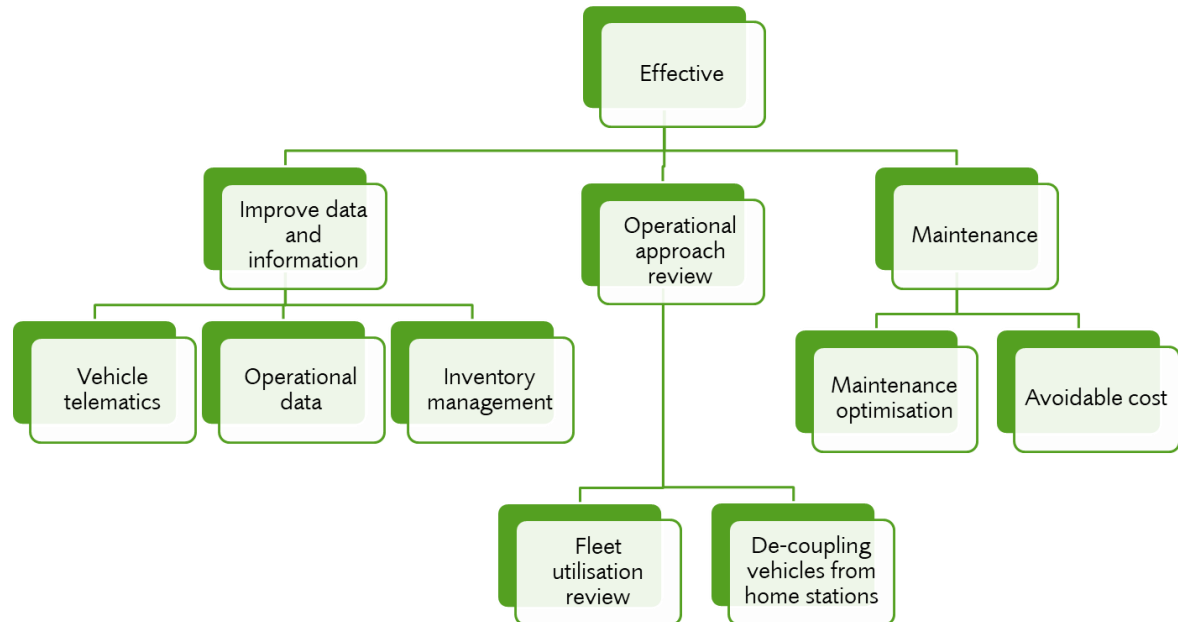 Effective
Improve data
and
information
Operational
approach
review
Maintenance
Vehicle
telematics
Operational
data
Inventory
management
Maintenance
optimisation
Avoidable cost
Fleet
utilisation
review
De-coupling
vehicles from
home stations